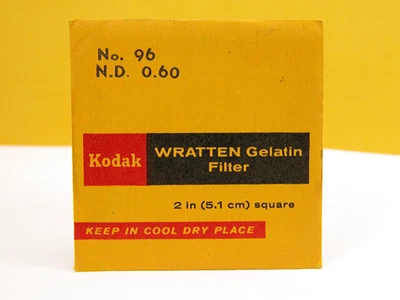 No. 96
N.D. 0.60
Kodak
WRATTEN Gelatin
Filter
2 in (5.1 cm) square
KEEP IN COOL DRY PLACE